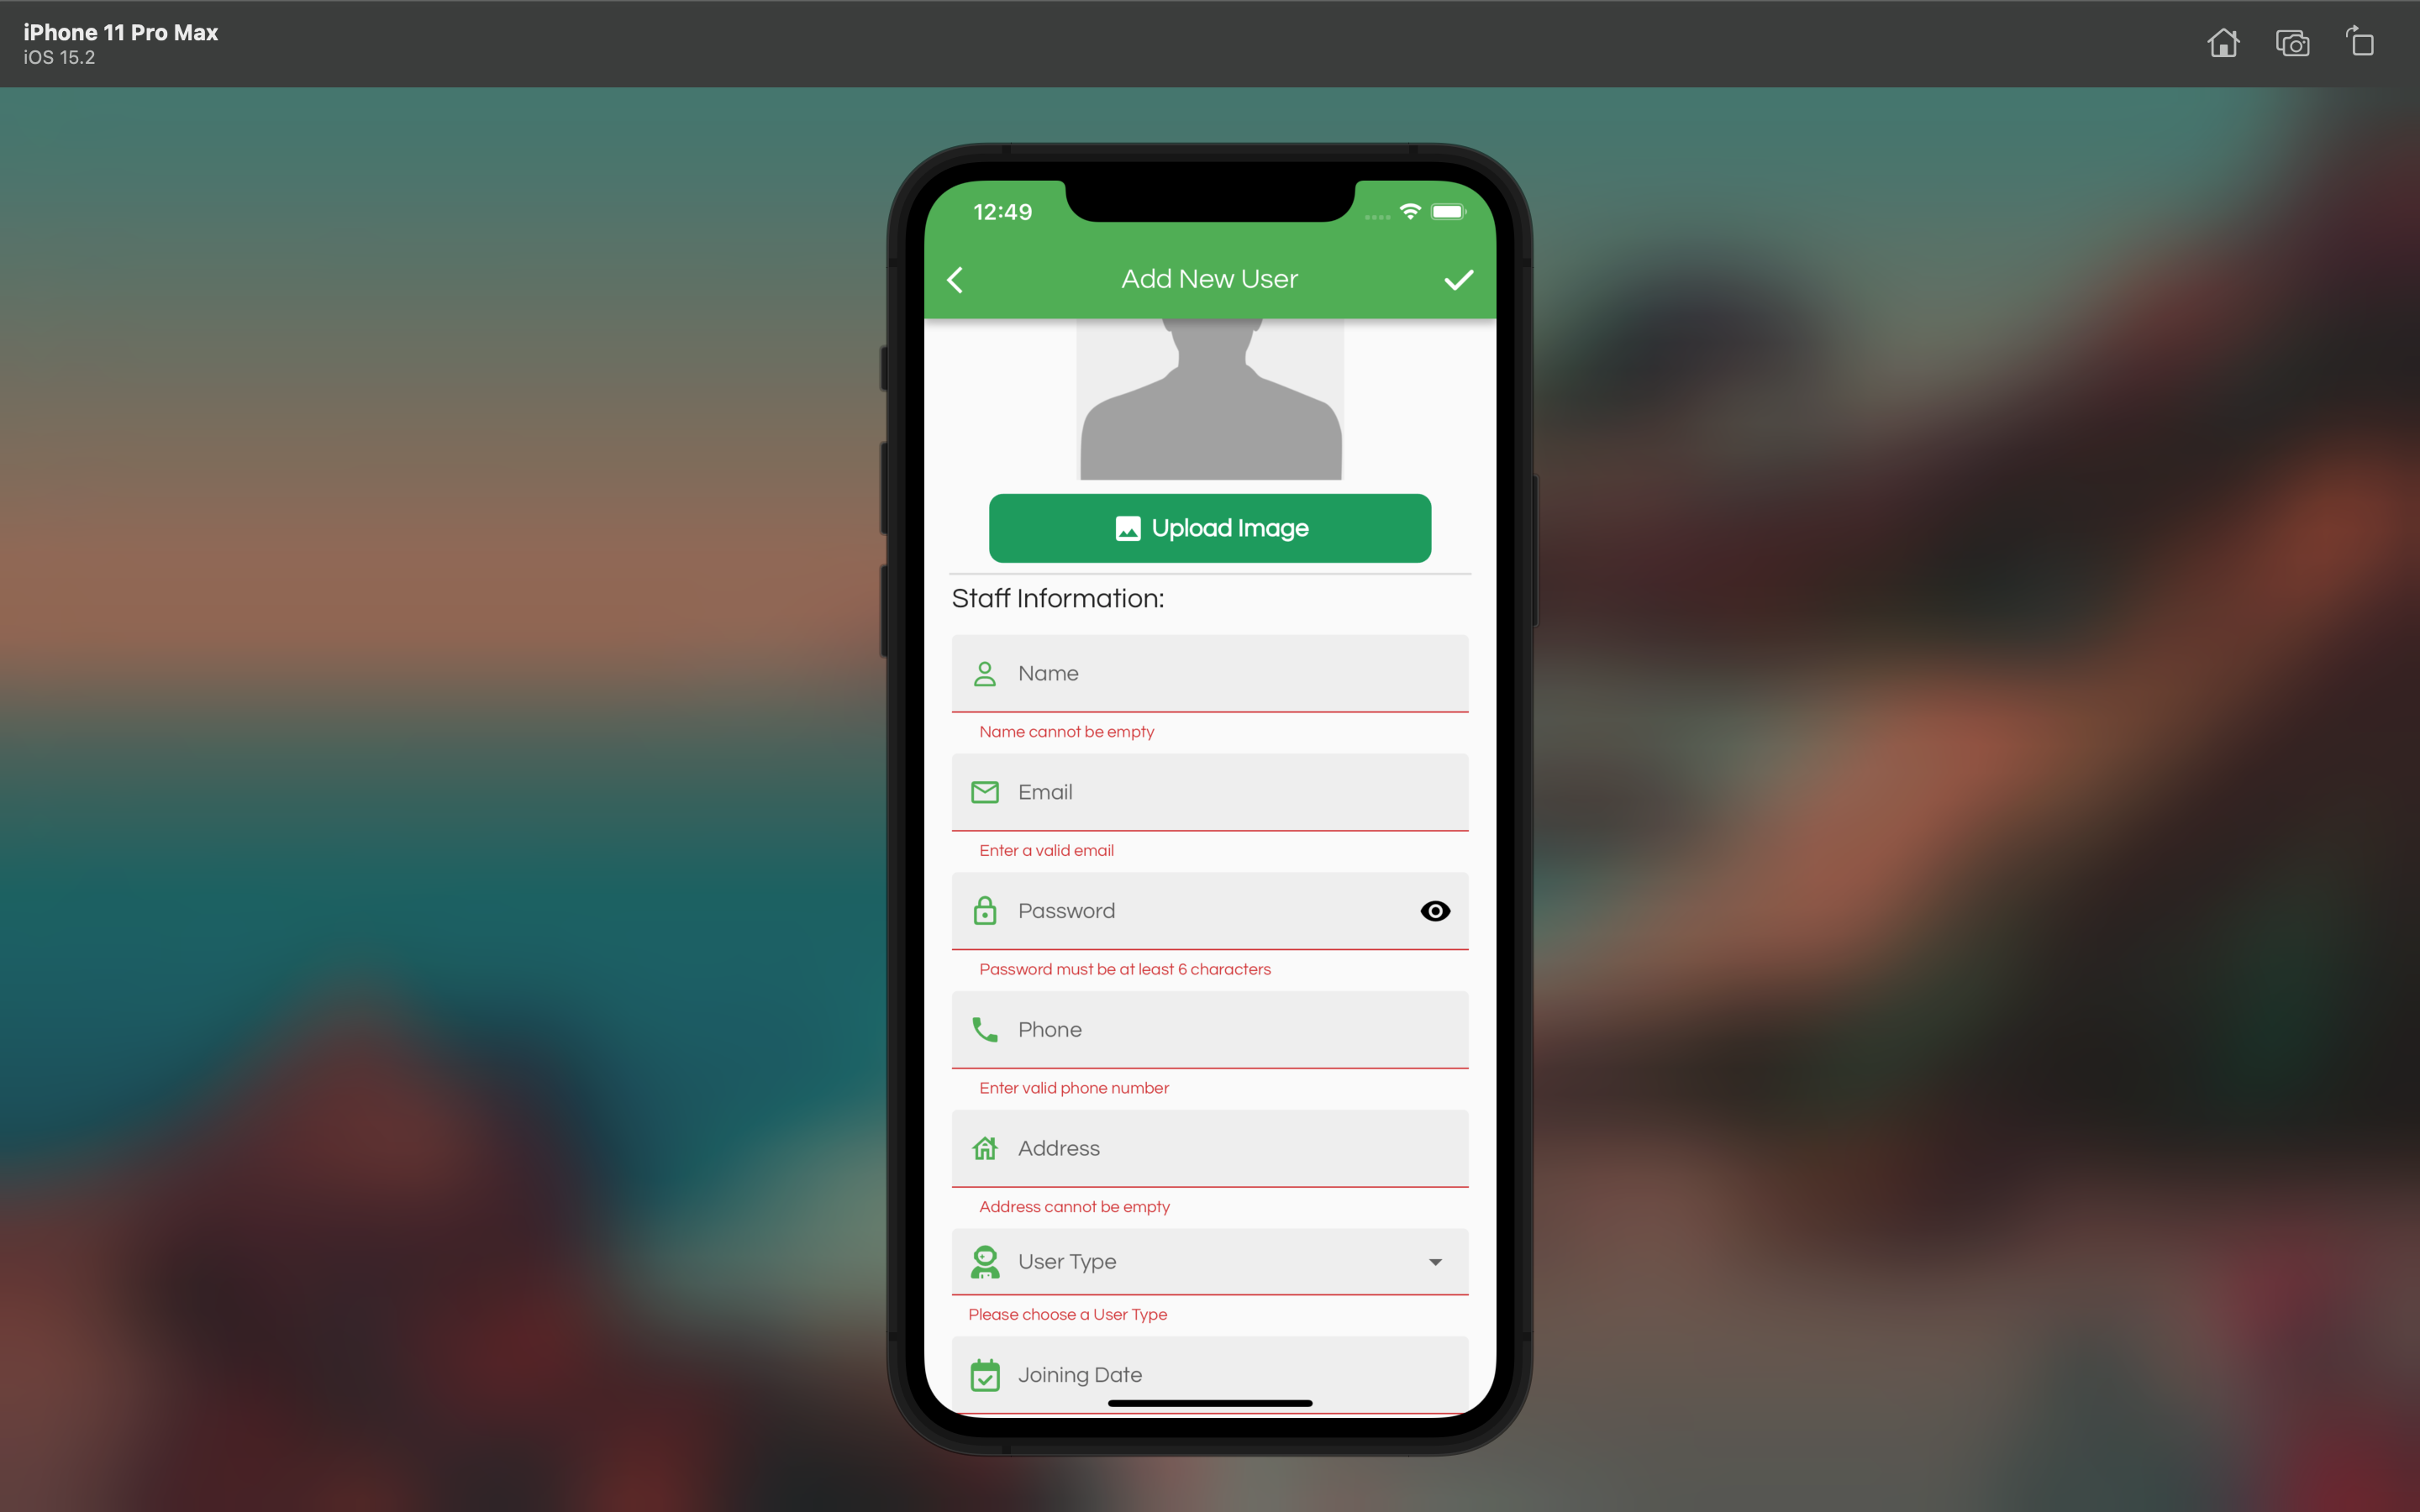 iPhone 11 Pro Max
iOS 15.2
12:49
Add New User
Upload Image
Staff Information:
Name
Name cannot be empty
Email
Enter a valid email
Password
Password must be at least 6 characters
Phone
Enter valid phone number
Address
Address cannot be empty
User Type
Please choose a User Type
Joining Date